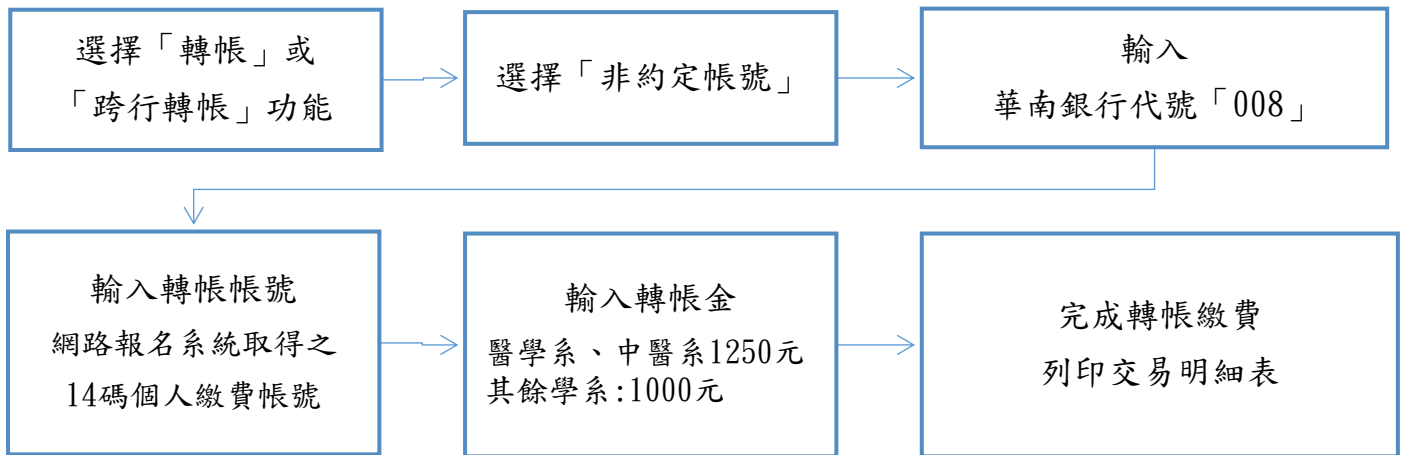 選擇「轉帳」或
「跨行轉帳」功能
選擇「非約定帳號」
輸入
華南銀行代號「008」
輸入轉帳帳號
網路報名系統取得之
14碼個人繳費帳號
輸入轉帳金
醫學系、中醫系1250元
其餘學系:1000元
完成轉帳繳費
列印交易明細表